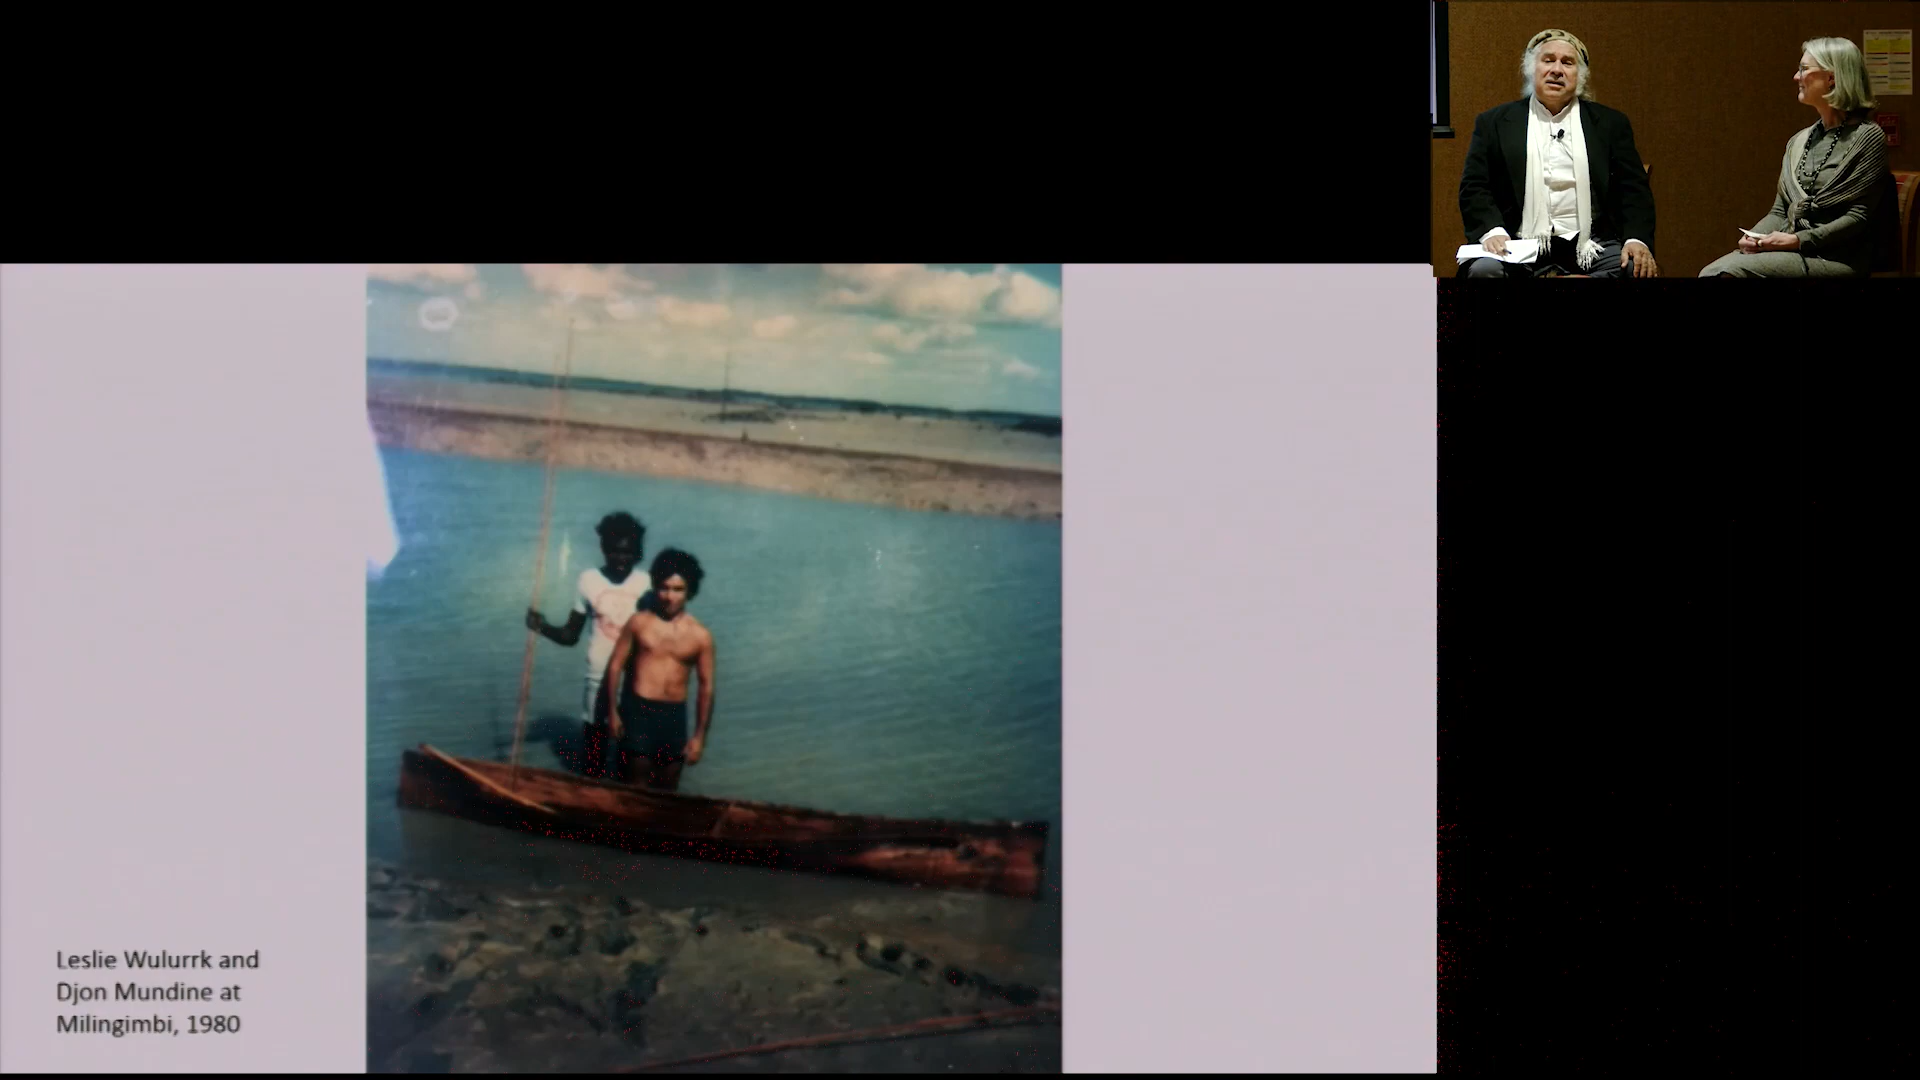 Leslie Wulurrk and
Djon Mundine at
Milingimbi, 1980